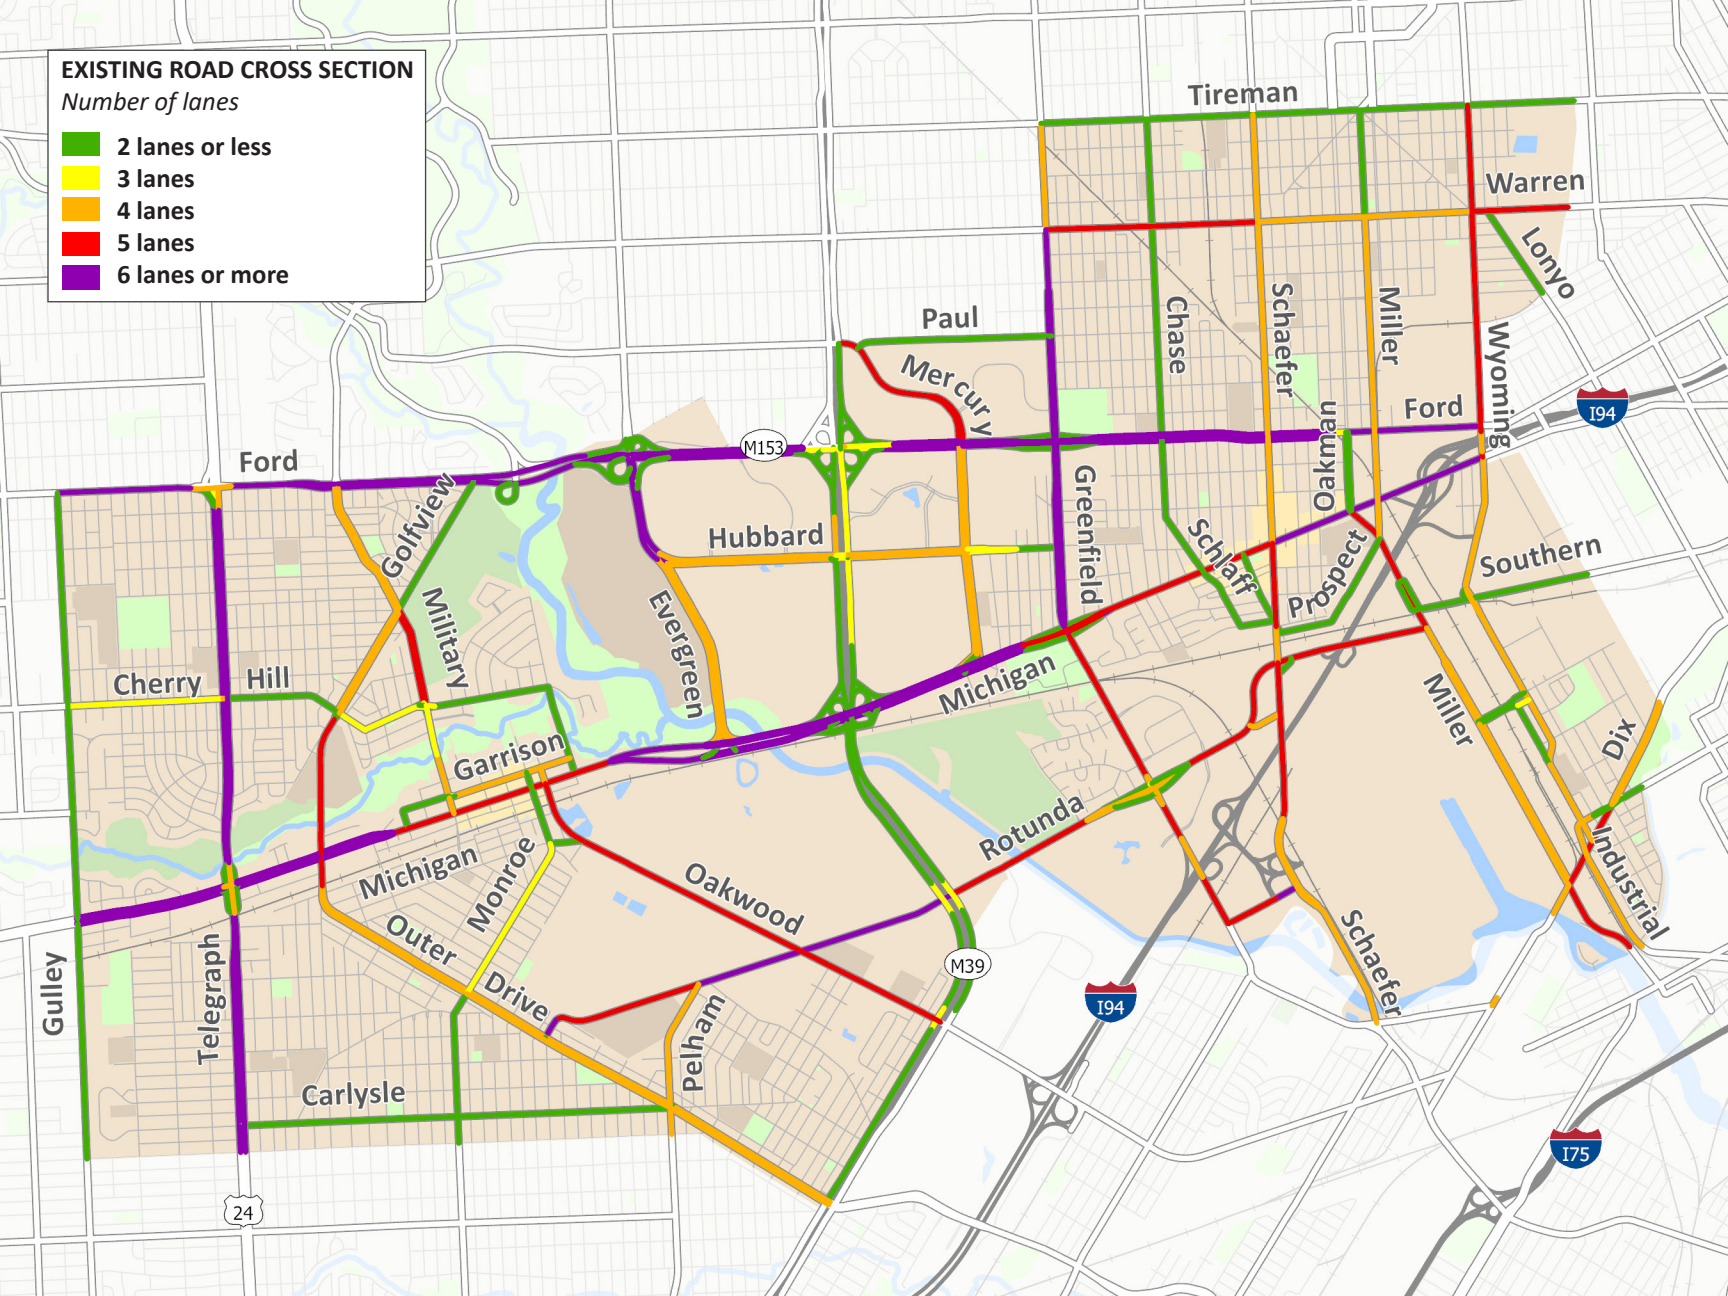 EXISTING ROAD CROSS SECTION
Number of lanes
2 lanes or less
3 lanes
4 lanes
5 lanes
6 lanes or more
Tireman
Warren
Lonyo
Paul
Mercury
Chase
Schaefer
Miller
Wyoming
I94
Ford
Oakman
M153
Ford
Golfview
Greenfield
Hubbard
Schlaff
Prospect
Southern
Evergreen
Military
Cherry
Hill
Michigan
Miller
Dix
Garrison
Rotunda
Industrial
Michigan
Monroe
Oakwood
Outer
Drive
Schaefer
M39
Gulley
Telegraph
I94
Pelham
Carlysle
I75
24